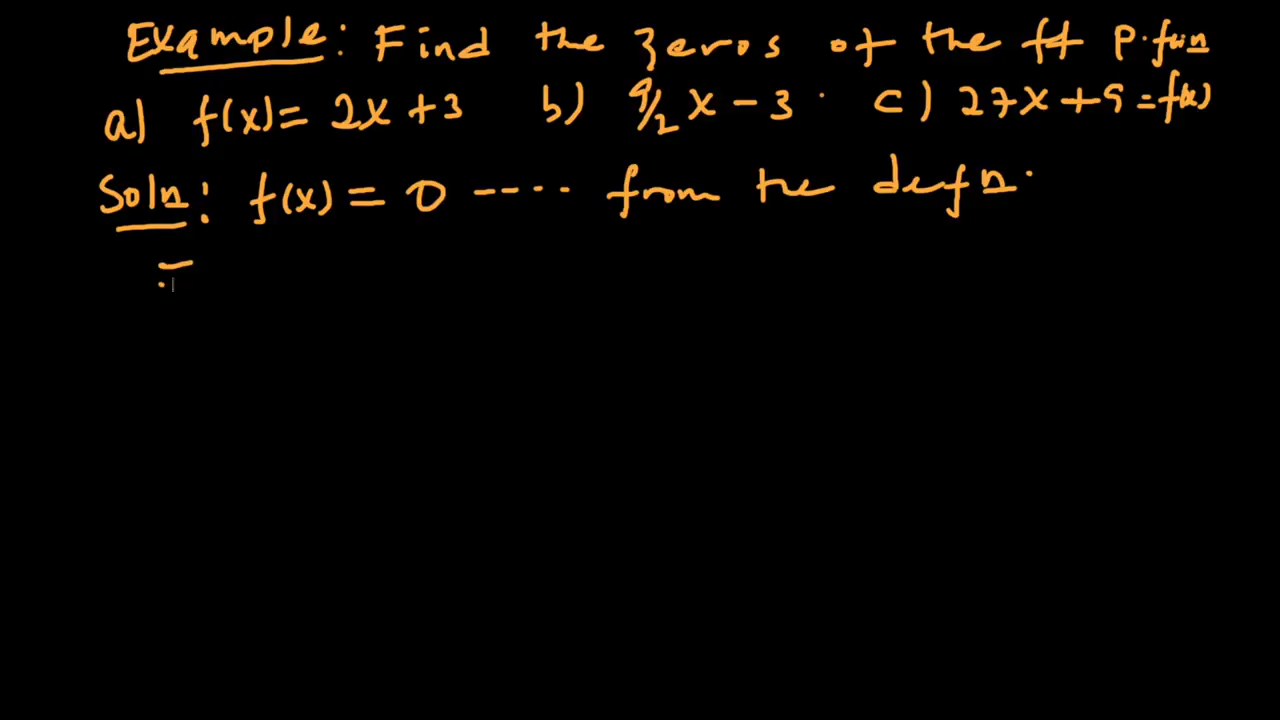 Example: Find the zeros of the ff p.fun
a) f(x) = 2x + 3 b) 9/2 x - 3 . c) 27x + 9 = f(x)
Soln: f(x) = 0 ---- from the defn.